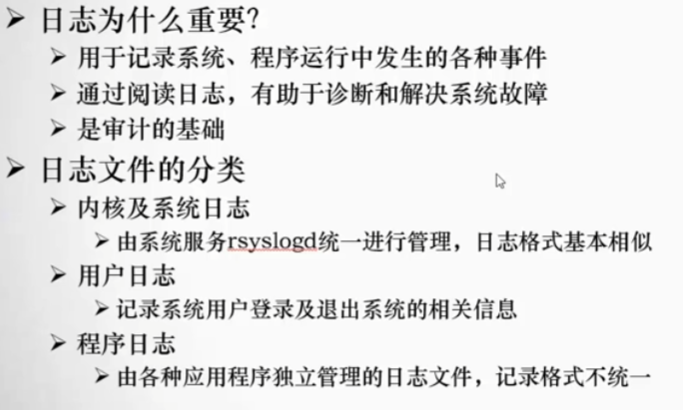 ➤ 日志为什么重要?
➤ 用于记录系统、程序运行中发生的各种事件
➤ 通过阅读日志，有助于诊断和解决系统故障
➤ 是审计的基础
➤ 日志文件的分类
➤ 内核及系统日志
➤ 由系统服务rsyslogd统一进行管理，日志格式基本相似
➤ 用户日志
➤ 记录系统用户登录及退出系统的相关信息
➤ 程序日志
➤ 由各种应用程序独立管理的日志文件，记录格式不统一